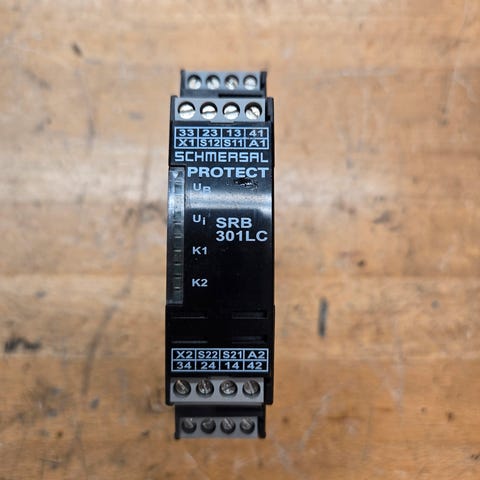 33 23 13 41
X1 S12 S11 A1
SCHMERSAL
PROTECT
UB
Ui
SRB
301LC
K1
K2
X2 S22 S21 A2
34 24 14 42